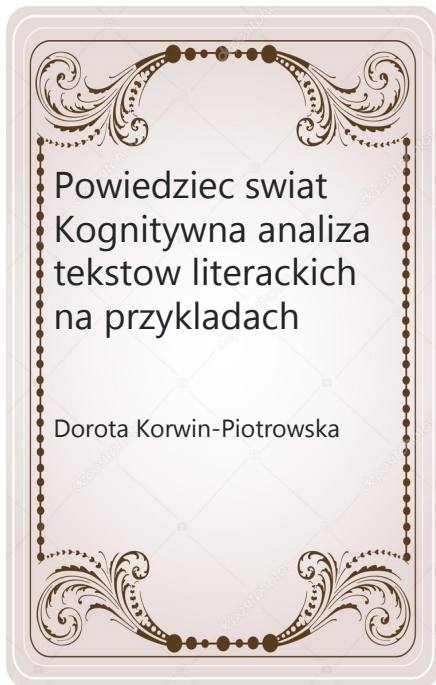 Powiedziec swiat
Kognitywna analiza
tekstow literackich
na przykladach
Dorota Korwin-Piotrowska